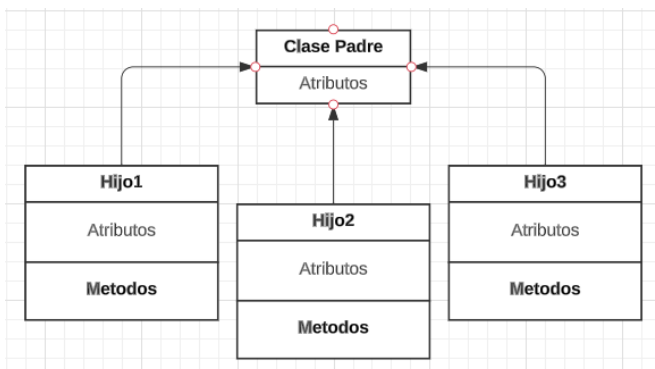 Clase Padre
Atributos
Hijo1
Atributos
Metodos
Hijo2
Atributos
Metodos
Hijo3
Atributos
Metodos